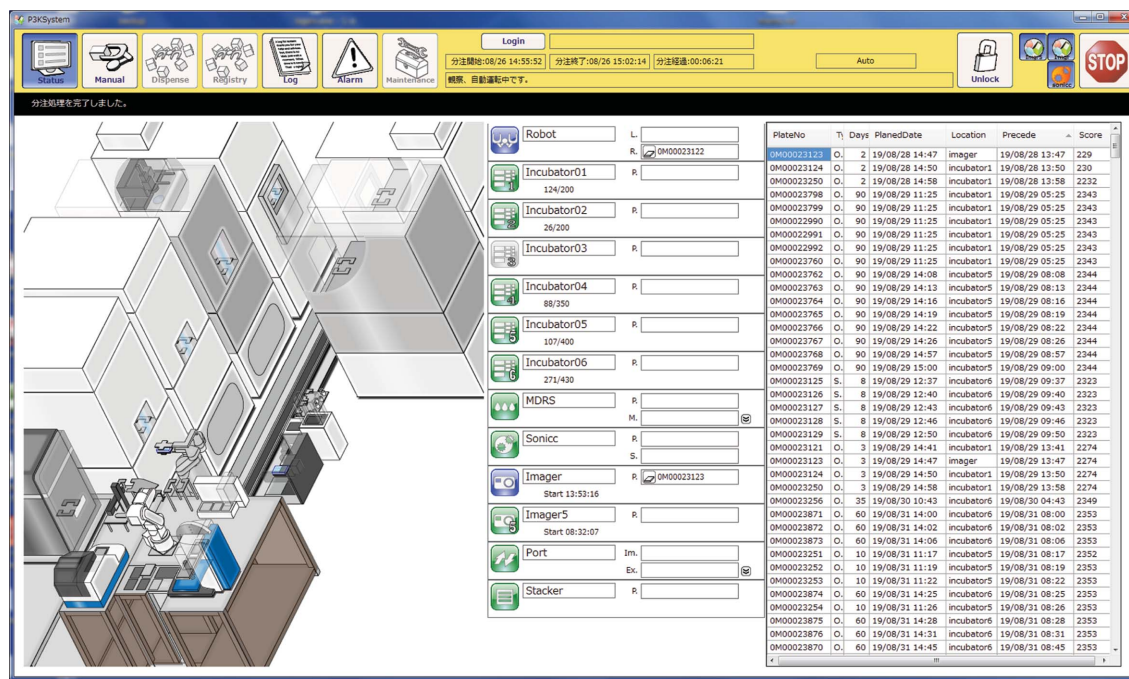 P3KSystem
Status
Manual
Dispense
Registry
Log
Alarm
Maintenance
Login
分注開始:08/26 14:55:52 分注終了:08/26 15:02:14 分注経過:00:06:21
観察、自動運転中です。
Auto
Unlock
sonicc
STOP
分注処理を完了しました。
Robot L.
R. 0M00023122
Incubator01 P.
124/200
Incubator02 P.
26/200
Incubator03 P.
Incubator04 P.
88/350
Incubator05 P.
107/400
Incubator06 P.
271/430
MDRS P.
M.
Sonicc P.
S.
Imager P. 0M00023123
Start 13:53:16
Imager5 P.
Start 08:32:07
Port Im.
Ex.
Stacker P.
PlateNo Ty Days PlanedDate Location Precede Score
0M00023123 O. 2 19/08/28 14:47 imager 19/08/28 13:47 229
0M00023124 O. 2 19/08/28 14:50 incubator1 19/08/28 13:50 230
0M00023250 O. 2 19/08/28 14:58 incubator1 19/08/28 13:58 2232
0M00023798 O. 90 19/08/29 11:25 incubator1 19/08/29 05:25 2343
0M00023799 O. 90 19/08/29 11:25 incubator1 19/08/29 05:25 2343
0M00022990 O. 90 19/08/29 11:25 incubator1 19/08/29 05:25 2343
0M00022991 O. 90 19/08/29 11:25 incubator1 19/08/29 05:25 2343
0M00022992 O. 90 19/08/29 11:25 incubator1 19/08/29 05:25 2343
0M00023760 O. 90 19/08/29 11:25 incubator1 19/08/29 05:25 2343
0M00023762 O. 90 19/08/29 14:08 incubator5 19/08/29 08:08 2344
0M00023763 O. 90 19/08/29 14:13 incubator5 19/08/29 08:13 2344
0M00023764 O. 90 19/08/29 14:16 incubator5 19/08/29 08:16 2344
0M00023765 O. 90 19/08/29 14:19 incubator5 19/08/29 08:19 2344
0M00023766 O. 90 19/08/29 14:22 incubator5 19/08/29 08:22 2344
0M00023767 O. 90 19/08/29 14:26 incubator5 19/08/29 08:26 2344
0M00023768 O. 90 19/08/29 14:57 incubator5 19/08/29 08:57 2344
0M00023769 O. 90 19/08/29 15:00 incubator5 19/08/29 09:00 2344
0M00023125 S. 8 19/08/29 12:37 incubator6 19/08/29 09:37 2323
0M00023126 S. 8 19/08/29 12:40 incubator6 19/08/29 09:40 2323
0M00023127 S. 8 19/08/29 12:43 incubator6 19/08/29 09:43 2323
0M00023128 S. 8 19/08/29 12:46 incubator6 19/08/29 09:46 2323
0M00023129 S. 8 19/08/29 12:50 incubator6 19/08/29 09:50 2323
0M00023121 O. 3 19/08/29 14:41 incubator1 19/08/29 13:41 2274
0M00023123 O. 3 19/08/29 14:47 imager 19/08/29 13:47 2274
0M00023124 O. 3 19/08/29 14:50 incubator1 19/08/29 13:50 2274
0M00023250 O. 3 19/08/29 14:58 incubator1 19/08/29 13:58 2274
0M00023256 O. 35 19/08/30 10:43 incubator6 19/08/30 04:43 2349
0M00023871 O. 60 19/08/31 14:00 incubator6 19/08/31 08:00 2353
0M00023872 O. 60 19/08/31 14:02 incubator6 19/08/31 08:02 2353
0M00023873 O. 60 19/08/31 14:06 incubator6 19/08/31 08:06 2353
0M00023251 O. 10 19/08/31 11:17 incubator5 19/08/31 08:17 2352
0M00023252 O. 10 19/08/31 11:19 incubator5 19/08/31 08:19 2353
0M00023253 O. 10 19/08/31 11:22 incubator5 19/08/31 08:22 2353
0M00023874 O. 60 19/08/31 14:25 incubator6 19/08/31 08:25 2353
0M00023254 O. 10 19/08/31 11:26 incubator5 19/08/31 08:26 2353
0M00023875 O. 60 19/08/31 14:28 incubator6 19/08/31 08:28 2353
0M00023876 O. 60 19/08/31 14:31 incubator6 19/08/31 08:31 2353
0M00023870 O. 60 19/08/31 14:45 incubator6 19/08/31 08:45 2353